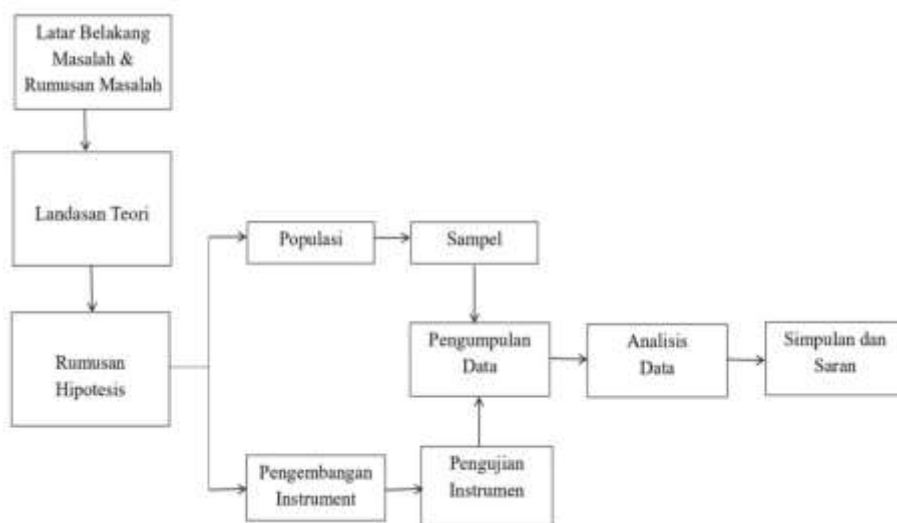 Latar Belakang
Masalah &
Rumusan Masalah
Landasan Teori
Populasi
Sampel
Rumusan
Hipotesis
Pengumpulan
Data
Analisis
Data
Simpulan dan
Saran
Pengembangan
Instrument
Pengujian
Instrumen